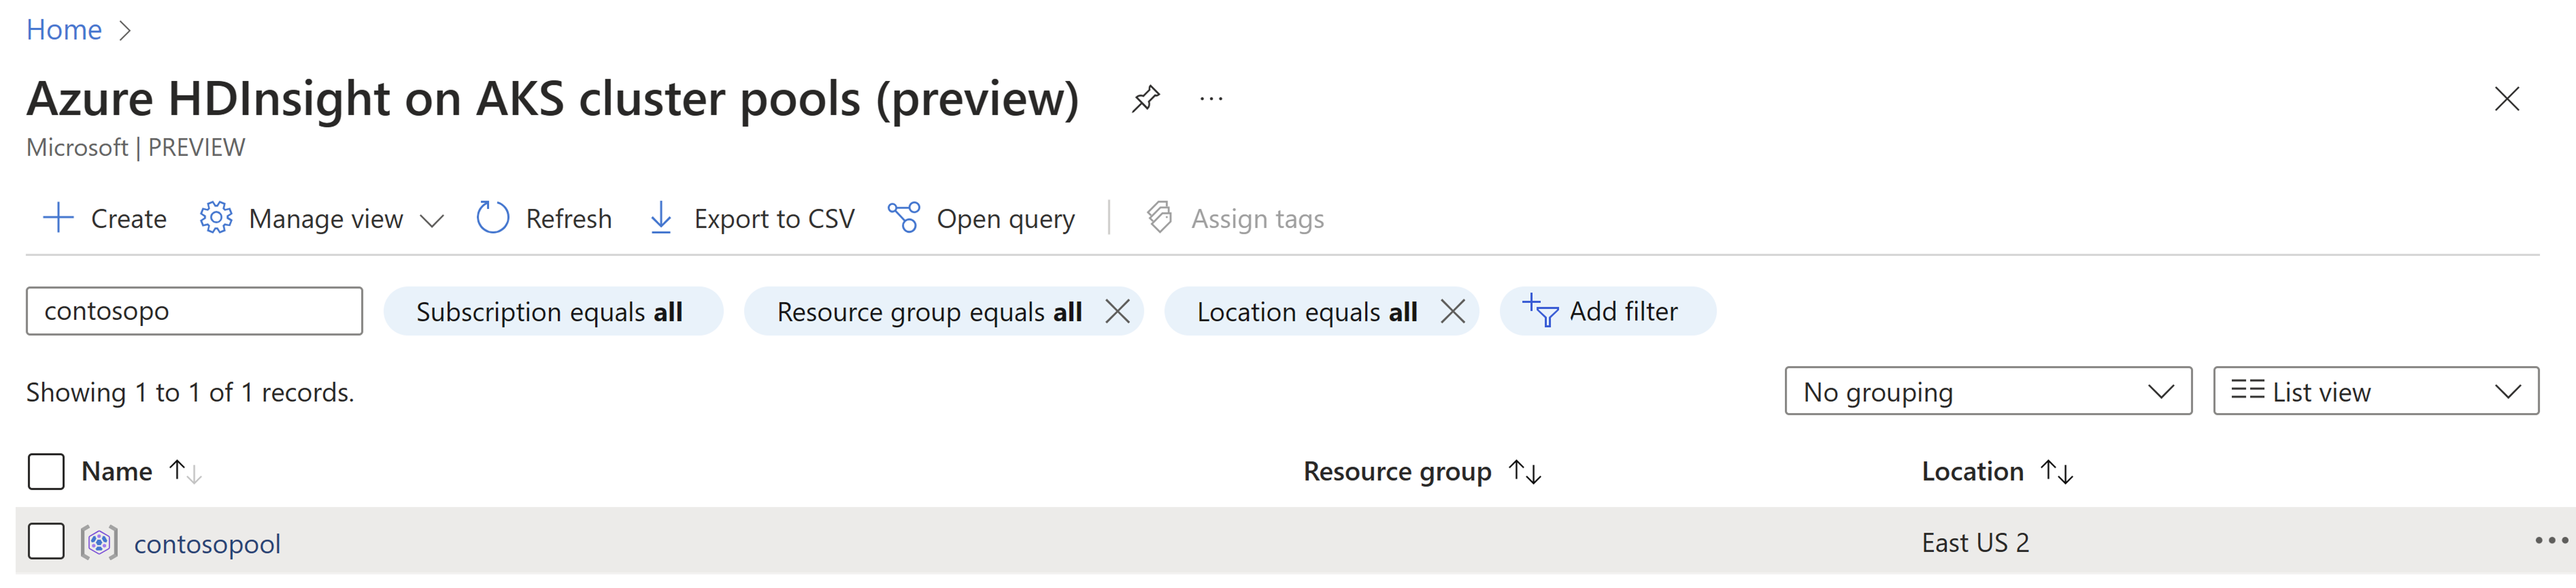 Home
Azure HDInsight on AKS cluster pools (preview)
Microsoft | PREVIEW
Create Manage view Refresh Export to CSV Open query Assign tags
contosopo Subscription equals all Resource group equals all Location equals all Add filter
Showing 1 to 1 of 1 records. No grouping List view
Name Resource group Location
contosopool East US 2